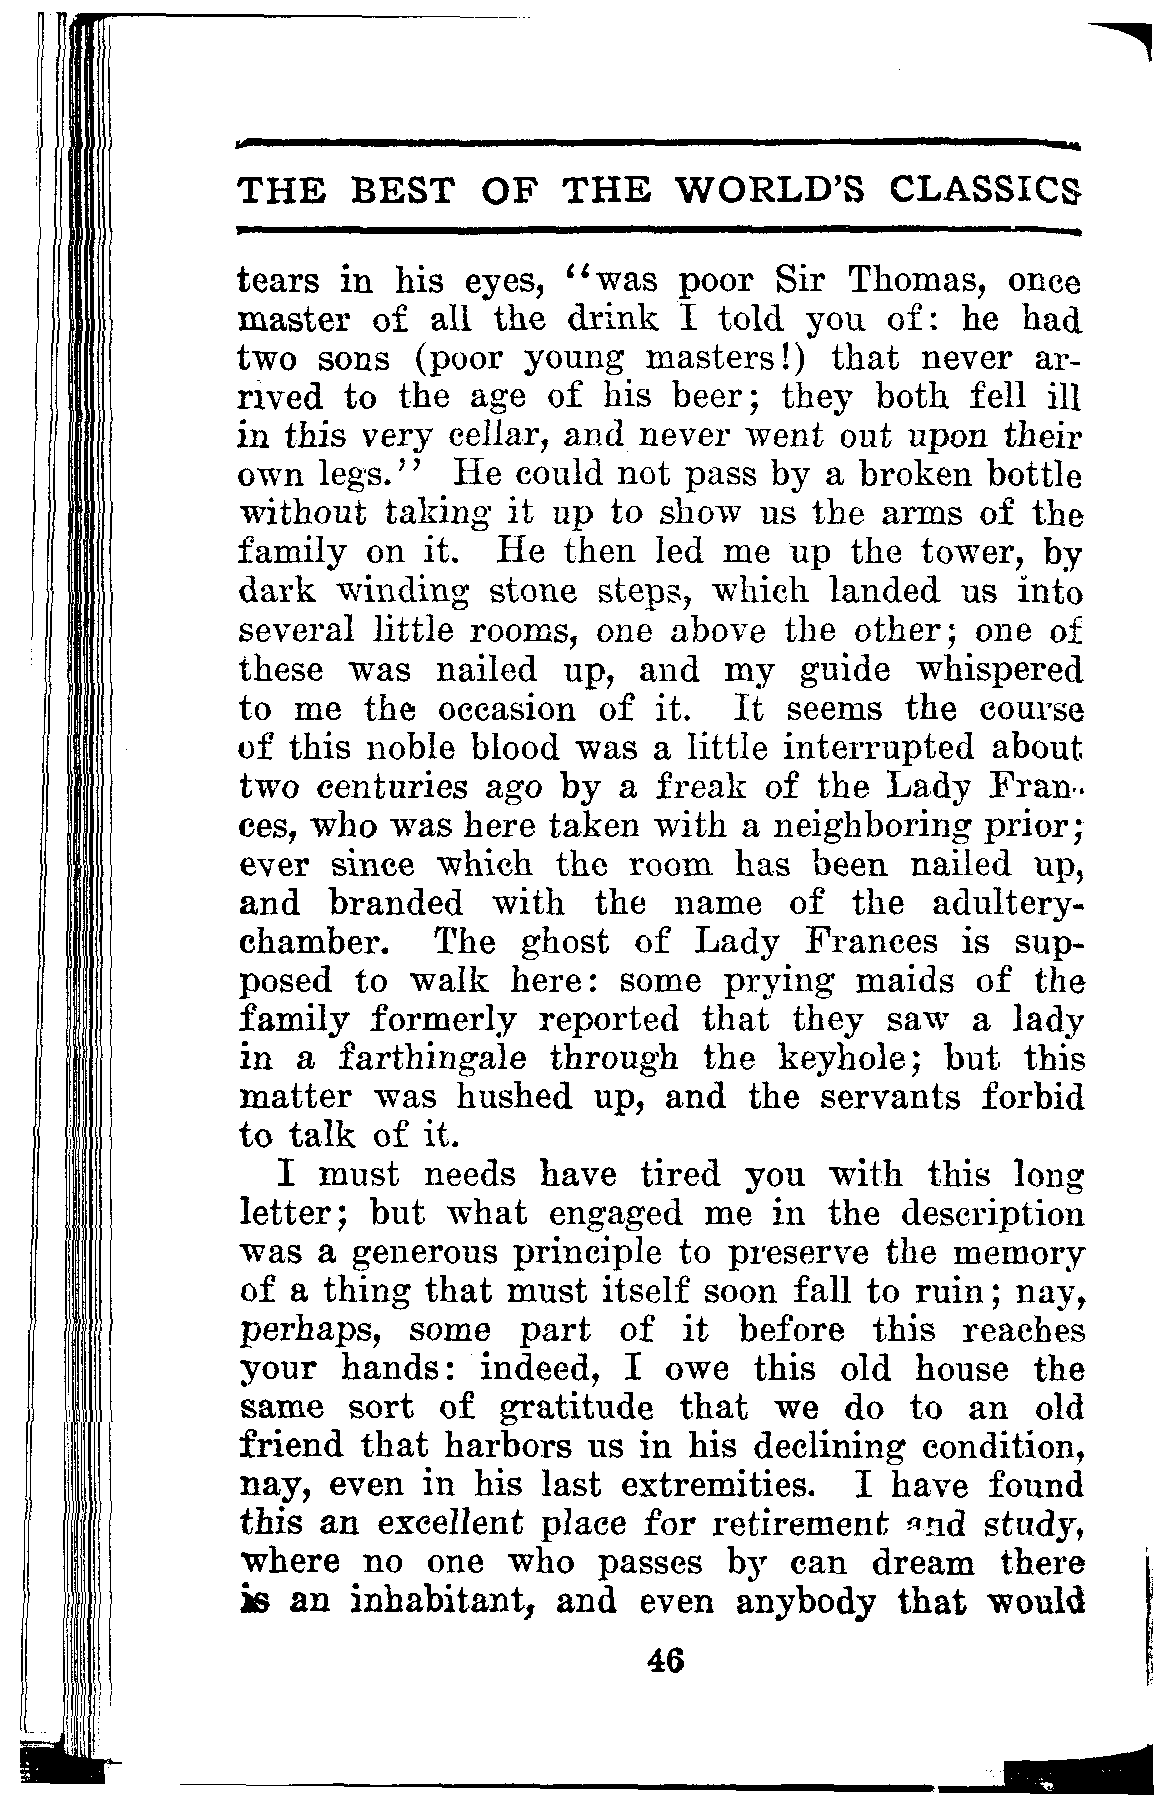 THE BEST OF THE WORLD'S CLASSICS
tears in his eyes, "was poor Sir Thomas, once
master of all the drink I told you of: he had
two sons (poor young masters!) that never ar-
rived to the age of his beer; they both fell ill
in this very cellar, and never went out upon their
own legs." He could not pass by a broken bottle
without taking it up to show us the arms of the
family on it. He then led me up the tower, by
dark winding stone steps, which landed us into
several little rooms, one above the other; one of
these was nailed up, and my guide whispered
to me the occasion of it. It seems the course
of this noble blood was a little interrupted about
two centuries ago by a freak of the Lady Fran-
ces, who was here taken with a neighboring prior;
ever since which the room has been nailed up,
and branded with the name of the adultery-
chamber. The ghost of Lady Frances is sup-
posed to walk here: some prying maids of the
family formerly reported that they saw a lady
in a farthingale through the keyhole; but this
matter was hushed up, and the servants forbid
to talk of it.
I must needs have tired you with this long
letter; but what engaged me in the description
was a generous principle to preserve the memory
of a thing that must itself soon fall to ruin; nay,
perhaps, some part of it before this reaches
your hands: indeed, I owe this old house the
same sort of gratitude that we do to an old
friend that harbors us in his declining condition,
nay, even in his last extremities. I have found
this an excellent place for retirement and study,
where no one who passes by can dream there
is an inhabitant, and even anybody that would
46